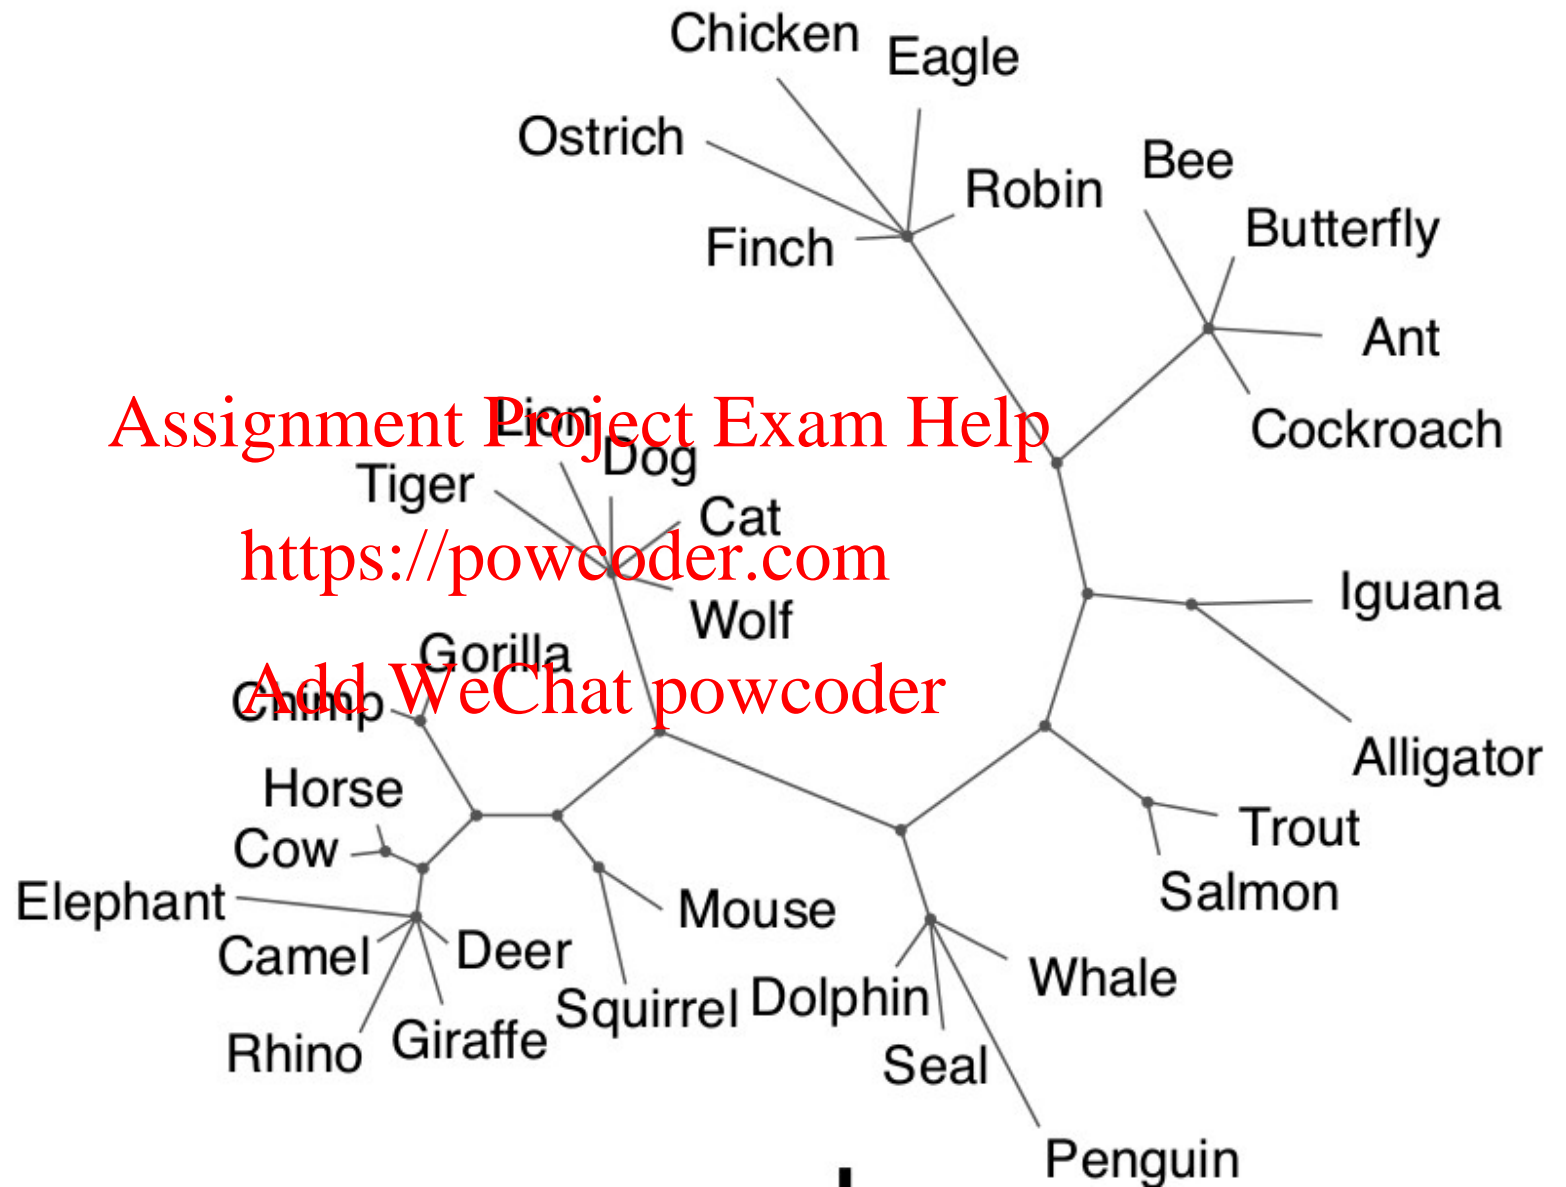 Chicken
Eagle
Ostrich
Bee
Robin
Butterfly
Finch
Ant
Lion
Assignment Project Exam Help
Cockroach
Dog
Tiger
Cat
https://powcoder.com
Iguana
Wolf
Gorilla
Add WeChat powcoder
Chimp
Alligator
Horse
Trout
Cow
Salmon
Elephant
Mouse
Camel
Deer
Whale
Dolphin
Squirrel
Giraffe
Rhino
Seal
Penguin